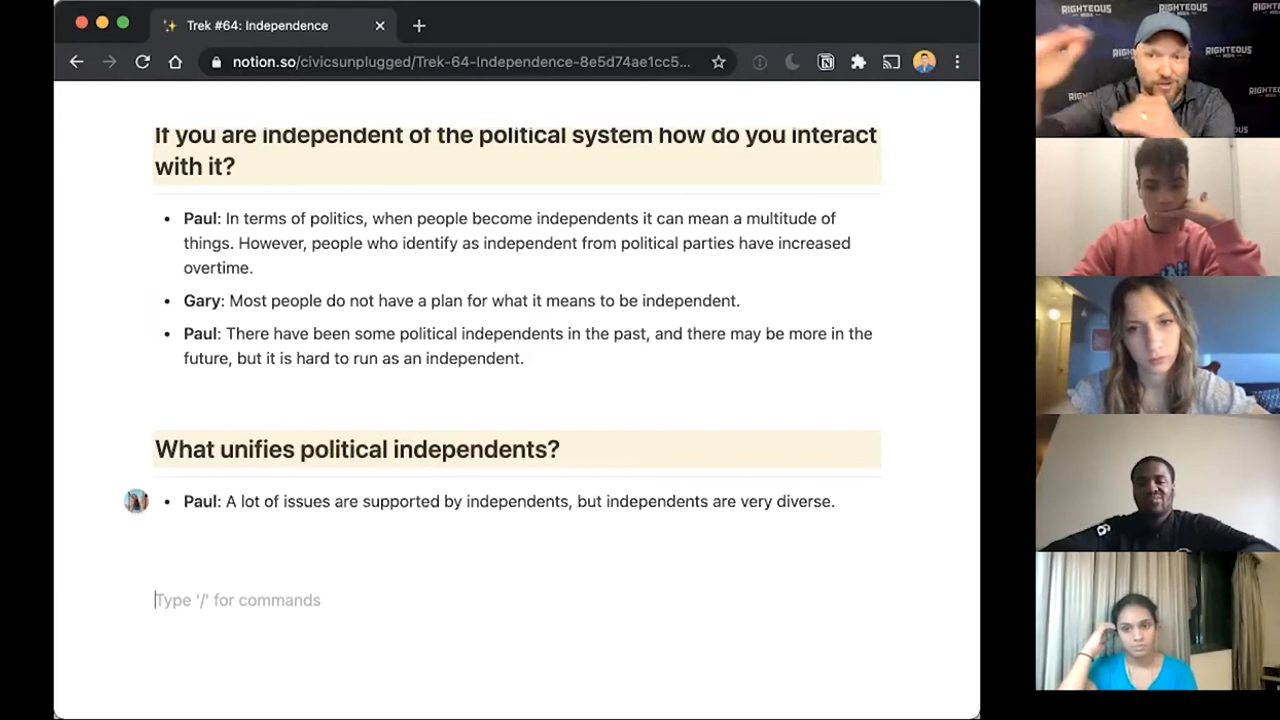 Trek #64: Independence
notion.so/civicsunplugged/Trek-64-Independence-8e5d74ae1cc5...
If you are independent of the political system how do you interact
with it?
• Paul: In terms of politics, when people become independents it can mean a multitude of
things. However, people who identify as independent from political parties have increased
overtime.
• Gary: Most people do not have a plan for what it means to be independent.
• Paul: There have been some political independents in the past, and there may be more in the
future, but it is hard to run as an independent.
What unifies political independents?
• Paul: A lot of issues are supported by independents, but independents are very diverse.
Type '/' for commands
RIGHTEOUS
MEDIA
RIGHTEOUS
MEDIA
RIGHTEOUS
MEDIA